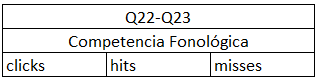 Q22-Q23
Competencia Fonológica
clicks hits misses